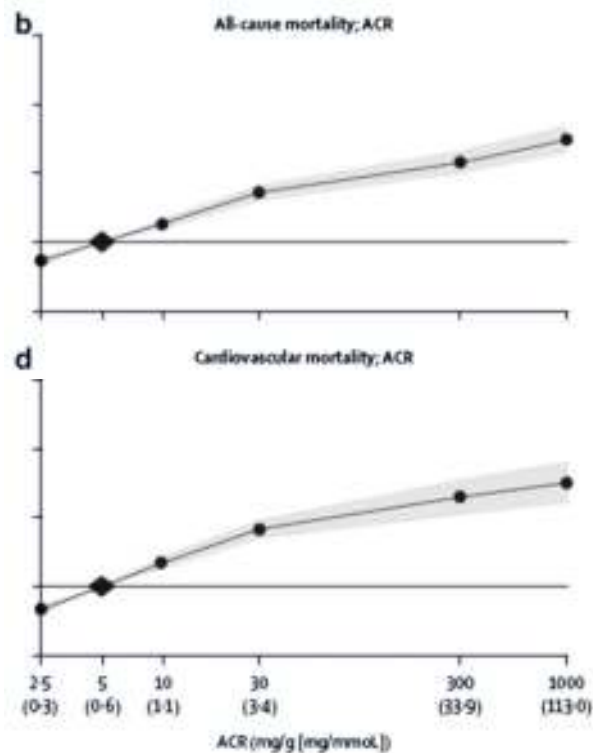 b
All-cause mortality; ACR
d
Cardiovascular mortality; ACR
2·5 5 10 30 300 1000
(0·3) (0·6) (1·1) (3·4) (33·9) (113·0)
ACR (mg/g [mg/mmoL])